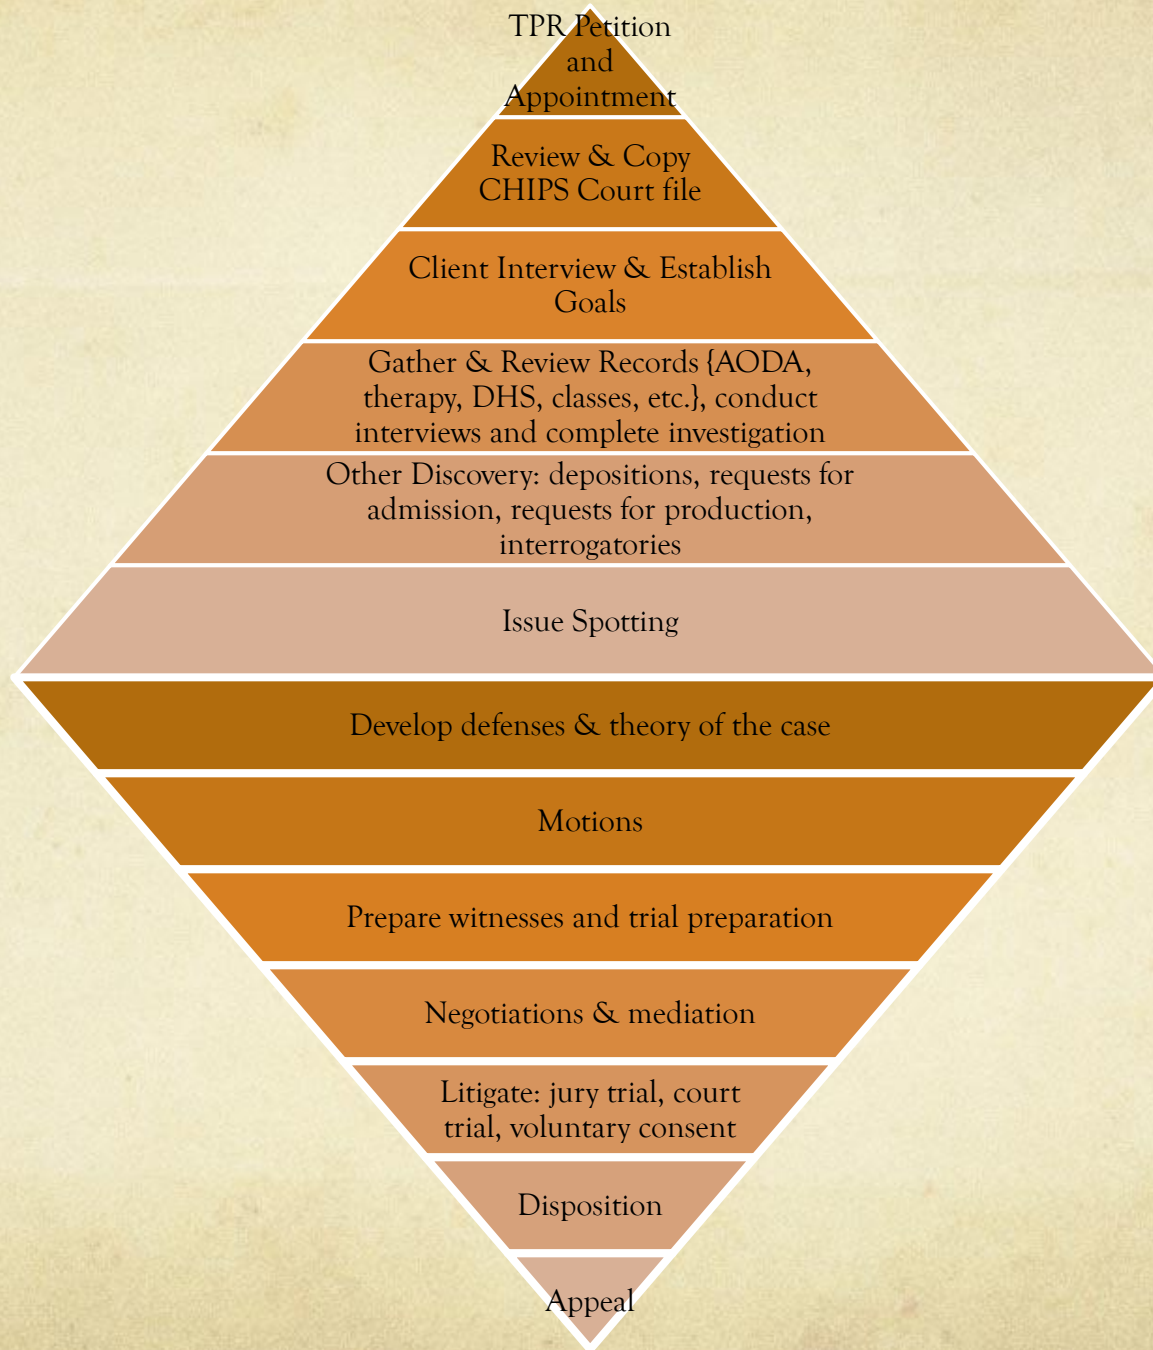 TPR Petition
and
Appointment
Review & Copy
CHIPS Court file
Client Interview & Establish
Goals
Gather & Review Records {AODA,
therapy, DHS, classes, etc.}, conduct
interviews and complete investigation
Other Discovery: depositions, requests for
admission, requests for production,
interrogatories
Issue Spotting
Develop defenses & theory of the case
Motions
Prepare witnesses and trial preparation
Negotiations & mediation
Litigate: jury trial, court
trial, voluntary consent
Disposition
Appeal